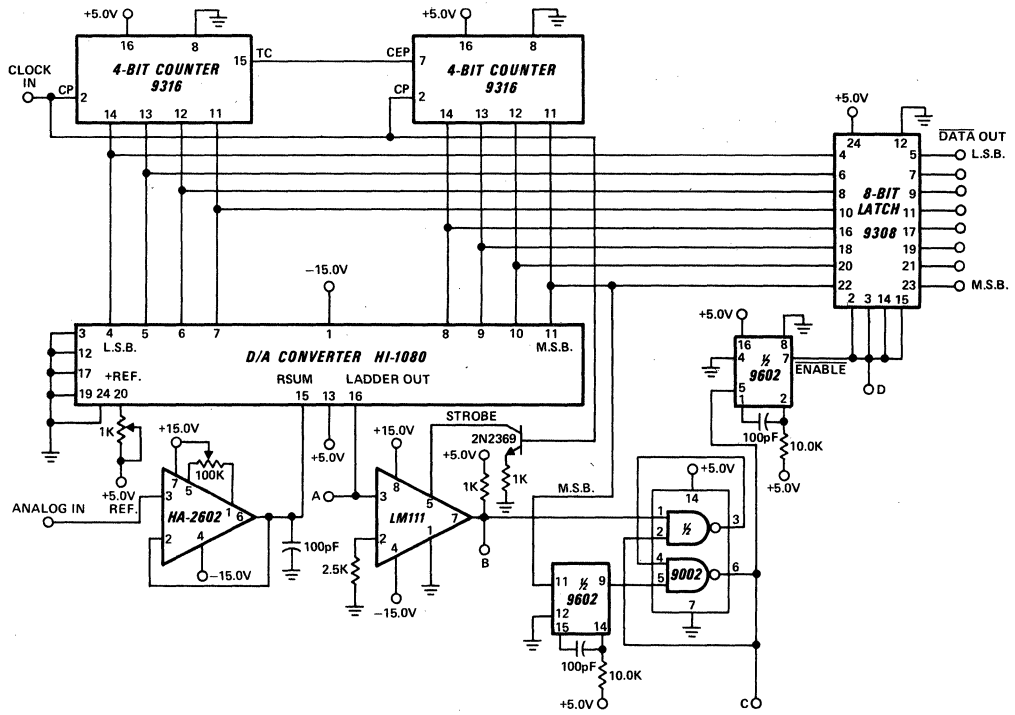 +5.0V
+5.0V
16
8
16
8
15
TC
CEP
7
4-BIT COUNTER
9316
4-BIT COUNTER
9316
CLOCK
IN
CP
2
CP
2
14
13
12
11
14
13
12
11
+5.0V
24
12
DATA OUT
4
5
L.S.B.
6
7
8
9
8-BIT
LATCH
9308
10
11
16
17
18
19
20
21
22
23
M.S.B.
2
3
14
15
−15.0V
3
4
5
6
7
1
8
9
10
11
L.S.B.
M.S.B.
12
D/A CONVERTER HI-1080
17
+REF.
RSUM
LADDER OUT
19
24
20
15
13
16
+5.0V
16
8
4
½
9602
7
ENABLE
5
1
2
D
100pF
10.0K
+5.0V
STROBE
2N2369
1K
+15.0V
+5.0V
+15.0V
+5.0V
1K
1K
100K
+5.0V
REF.
7
5
3
1
6
HA-2602
2
4
−15.0V
ANALOG IN
100pF
A
3
8
5
LM111
7
2
4
1
2.5K
−15.0V
B
M.S.B.
+5.0V
14
1
½
3
2
4
9002
6
5
7
11
½
9
9602
12
15
14
100pF
10.0K
+5.0V
C